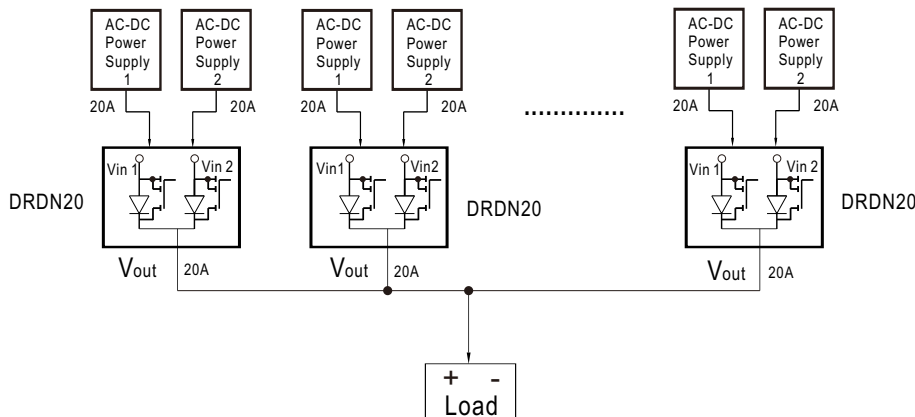 AC-DC
Power
Supply
1
AC-DC
Power
Supply
2
AC-DC
Power
Supply
1
AC-DC
Power
Supply
2
AC-DC
Power
Supply
1
AC-DC
Power
Supply
2
20A
20A
20A
20A
20A
20A
Vin 1
Vin 2
Vin1
Vin2
Vin 1
Vin 2
DRDN20
DRDN20
DRDN20
Vout
20A
Vout
20A
Vout
20A
+ -
Load